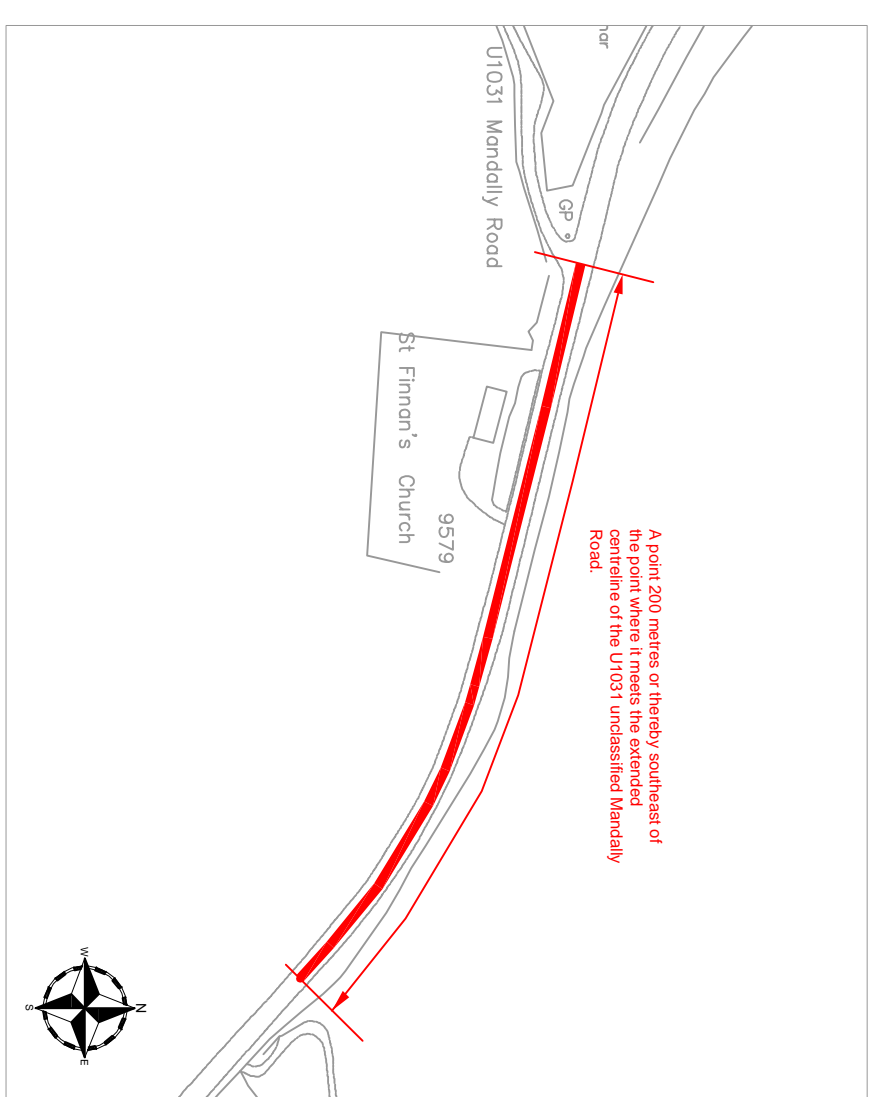 nar
U1031 Mandally Road
GP
St Finnan's Church
9579
A point 200 metres or thereby southeast of
the point where it meets the extended
centreline of the U1031 unclassified Mandally
Road.
N
W
E
S